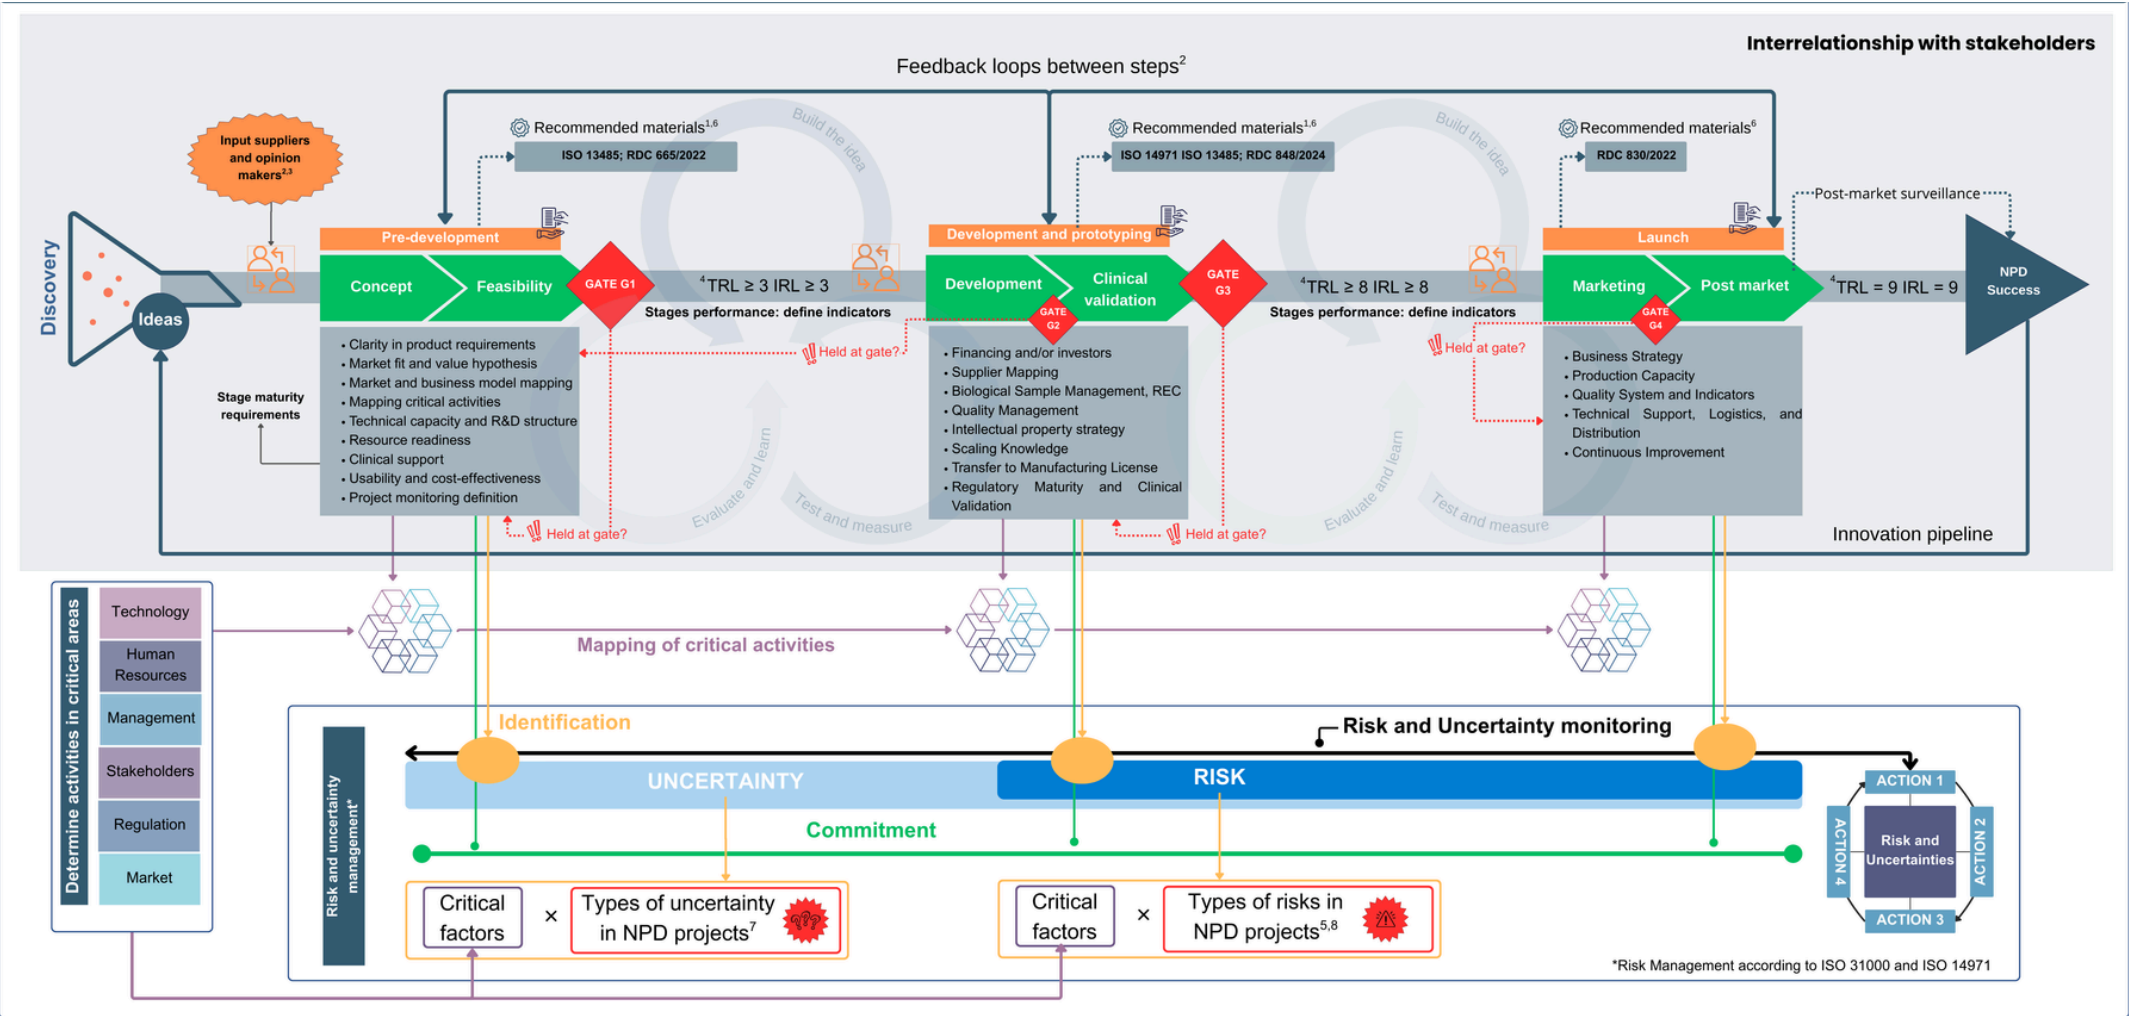 Interrelationship with stakeholders
Feedback loops between steps2
Input suppliers
and opinion
makers2,3
Recommended materials1,6
ISO 13485; RDC 665/2022
Build the idea
Recommended materials1,6
ISO 14971 ISO 13485; RDC 848/2024
Build the idea
Recommended materials6
RDC 830/2022
Post-market surveillance
Discovery
Ideas
Pre-development
Concept
Feasibility
GATE G1
4TRL ≥ 3 IRL ≥ 3
Stages performance: define indicators
Development and prototyping
Development
Clinical
validation
GATE
G2
GATE
G3
4TRL ≥ 8 IRL ≥ 8
Stages performance: define indicators
Launch
Marketing
Post market
GATE
G4
4TRL = 9 IRL = 9
NPD
Success
Stage maturity
requirements
• Clarity in product requirements
• Market fit and value hypothesis
• Market and business model mapping
• Mapping critical activities
• Technical capacity and R&D structure
• Resource readiness
• Clinical support
• Usability and cost-effectiveness
• Project monitoring definition
!! Held at gate?
!! Held at gate?
Evaluate and learn
Test and measure
• Financing and/or investors
• Supplier Mapping
• Biological Sample Management, REC
• Quality Management
• Intellectual property strategy
• Scaling Knowledge
• Transfer to Manufacturing License
• Regulatory Maturity and Clinical
Validation
!! Held at gate?
!! Held at gate?
Evaluate and learn
Test and measure
• Business Strategy
• Production Capacity
• Quality System and Indicators
• Technical Support, Logistics, and
Distribution
• Continuous Improvement
Innovation pipeline
Determine activities in critical areas
Technology
Human
Resources
Management
Stakeholders
Regulation
Market
Mapping of critical activities
Risk and uncertainty
management*
Identification
Risk and Uncertainty monitoring
UNCERTAINTY
RISK
Commitment
Critical
factors
×
Types of uncertainty
in NPD projects7
???
Critical
factors
×
Types of risks in
NPD projects5,8
ACTION 1
ACTION 2
ACTION 3
ACTION 4
Risk and
Uncertainties
*Risk Management according to ISO 31000 and ISO 14971